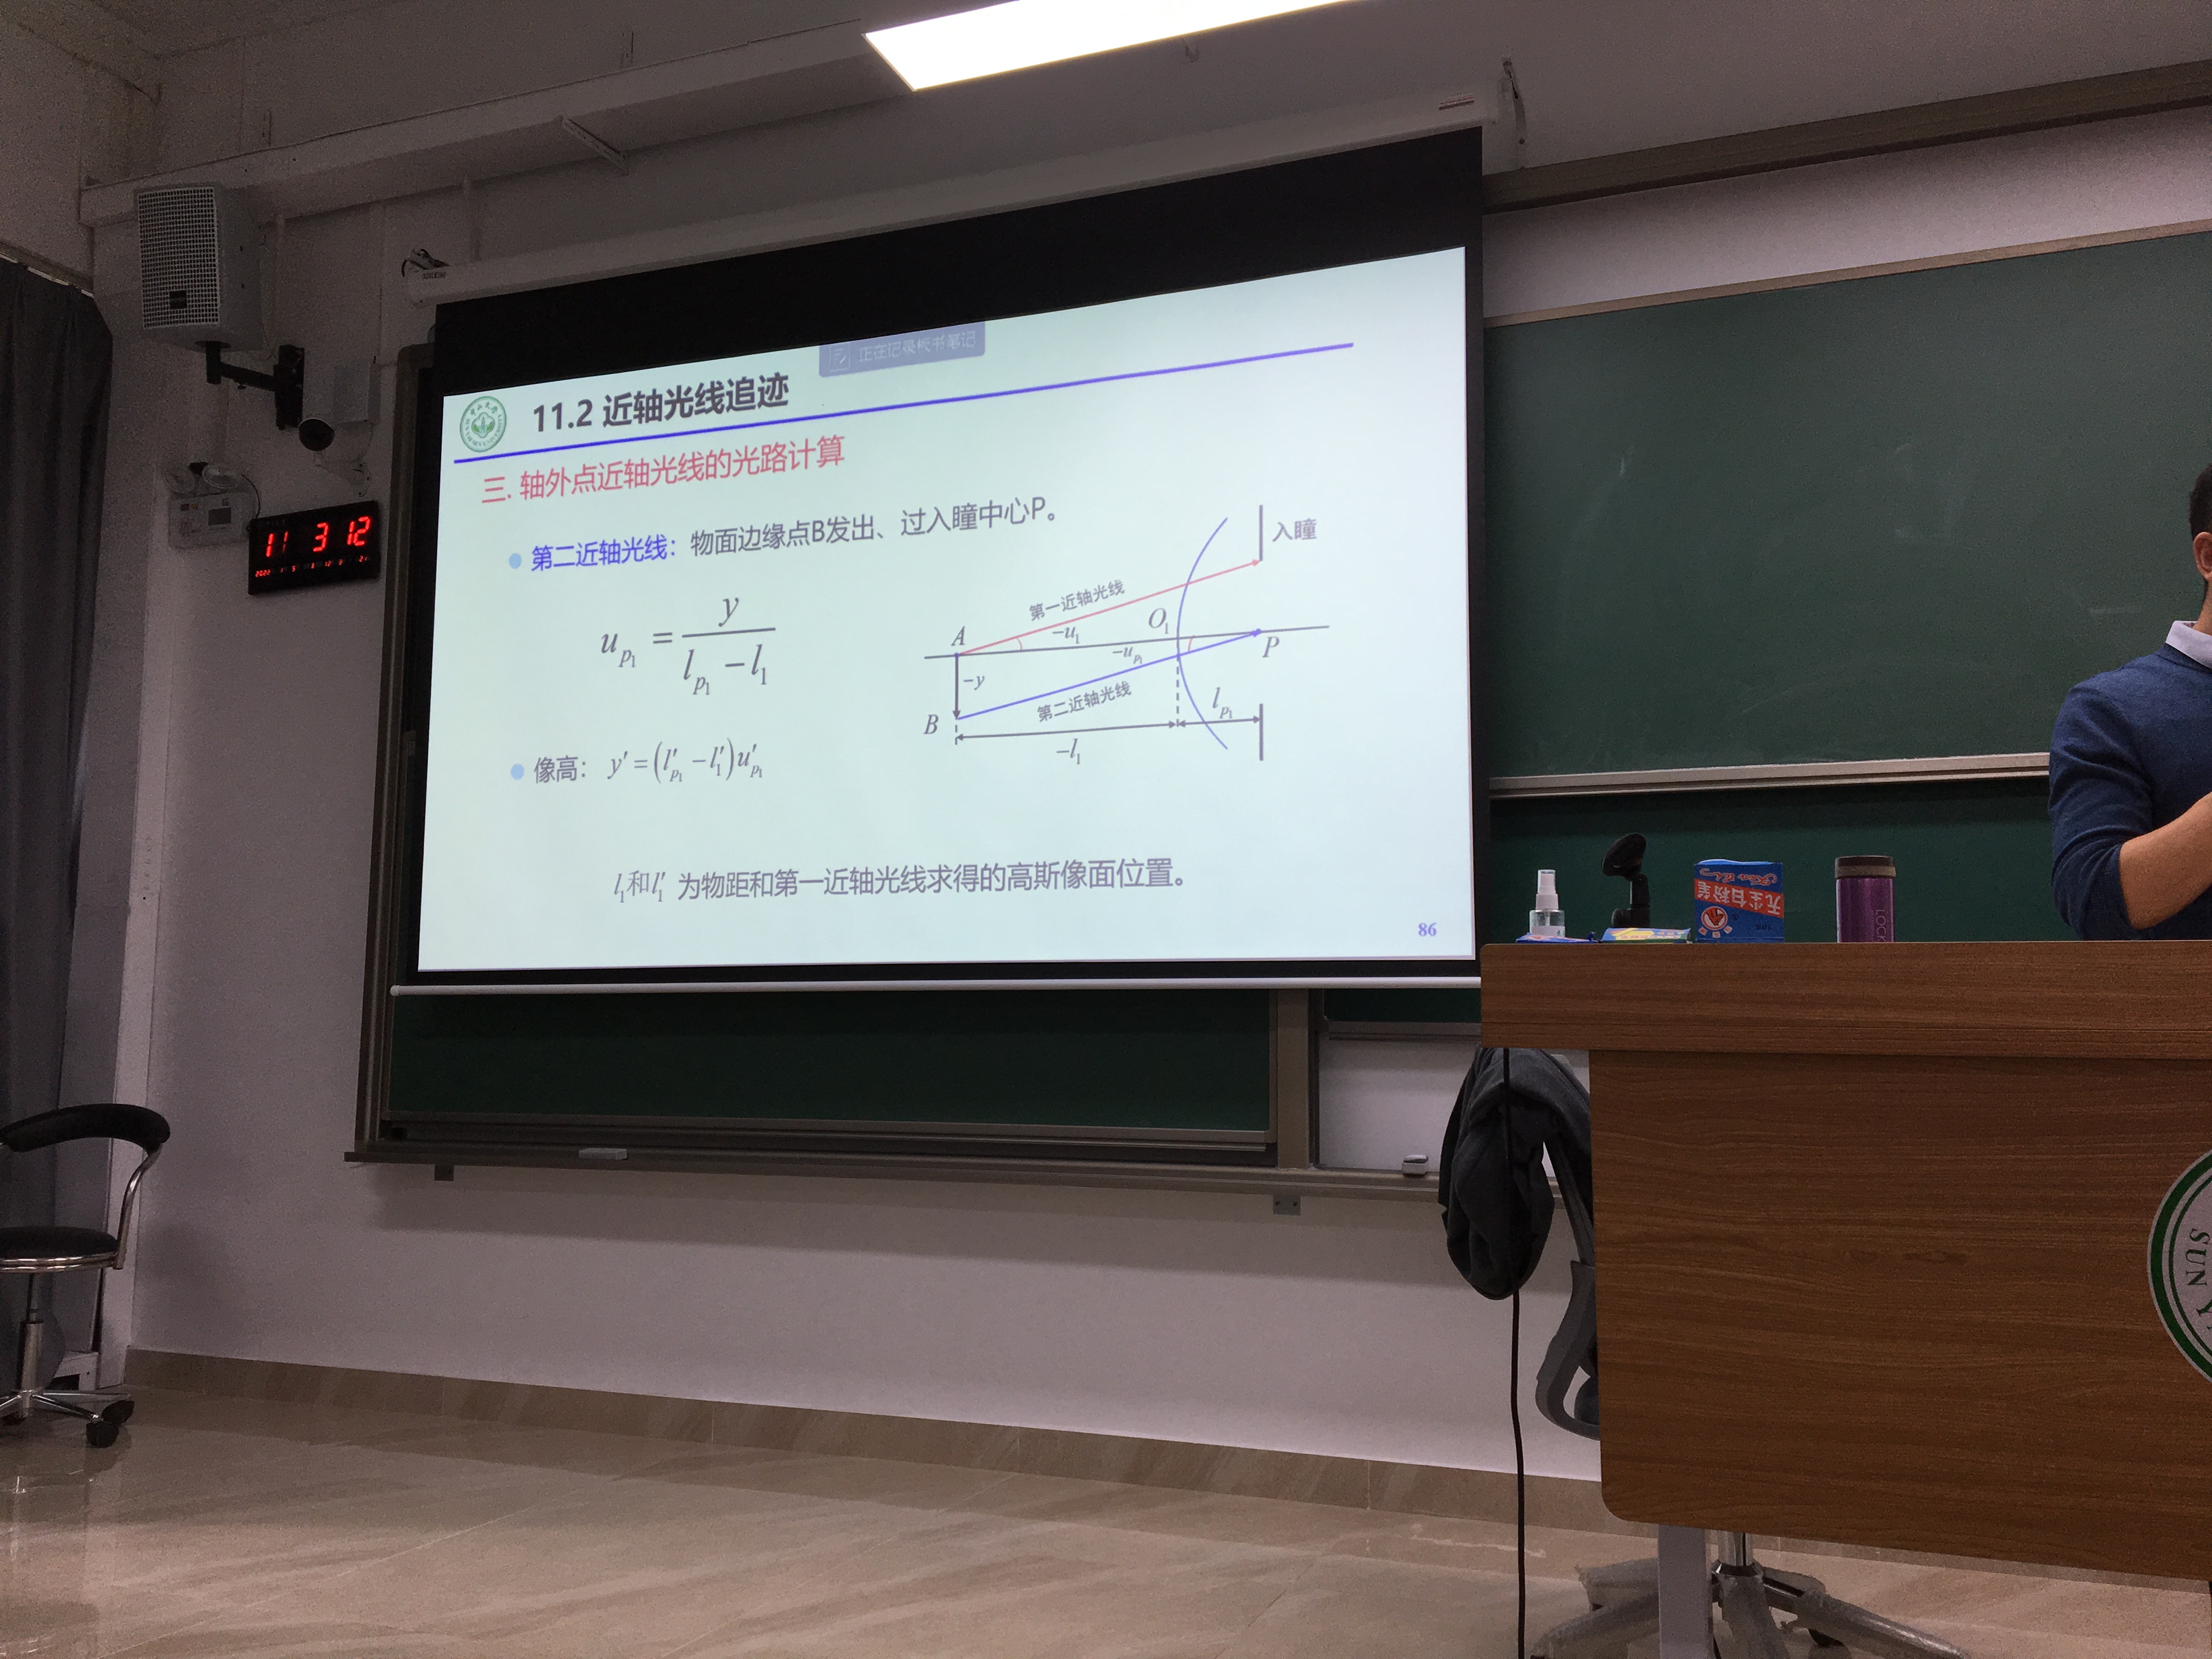 正在记录板书笔记
11.2 近轴光线追迹
三. 轴外点近轴光线的光路计算
第二近轴光线：物面边缘点B发出、过入瞳中心P。
u_{p_1} = \frac{y}{l_{p_1} - l_1}
入瞳
第一近轴光线
A
-u_1
O_1
-u_{p_1}
P
-y
第二近轴光线
B
l_{p_1}
-l_1
像高： y' = (l'_{p_1} - l'_1)u'_{p_1}
l_1和l'_1 为物距和第一近轴光线求得的高斯像面位置。
86
11 3 12
无尘白粉笔
LOCK
SUN Y